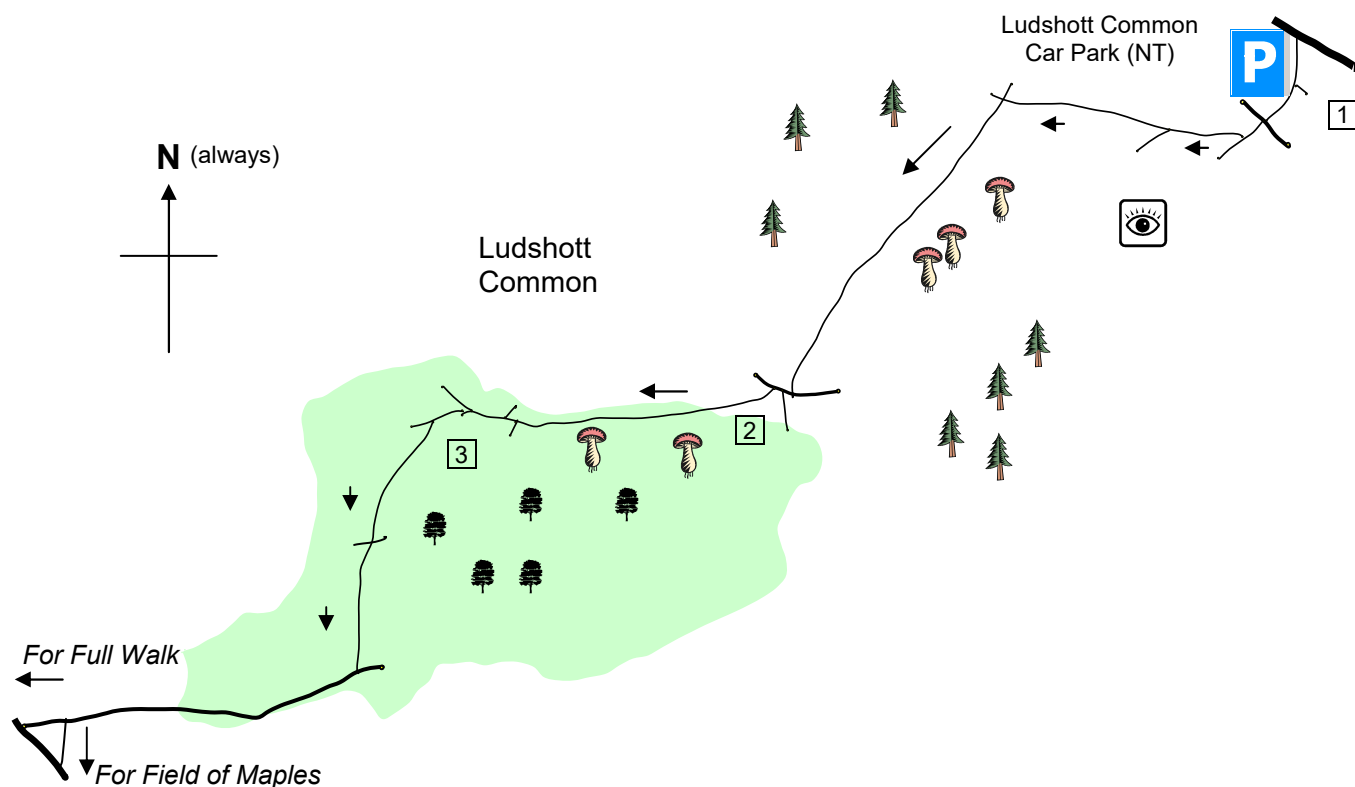 Ludshott Common
Car Park (NT)
P
1
N (always)
Ludshott
Common
2
3
For Full Walk
For Field of Maples